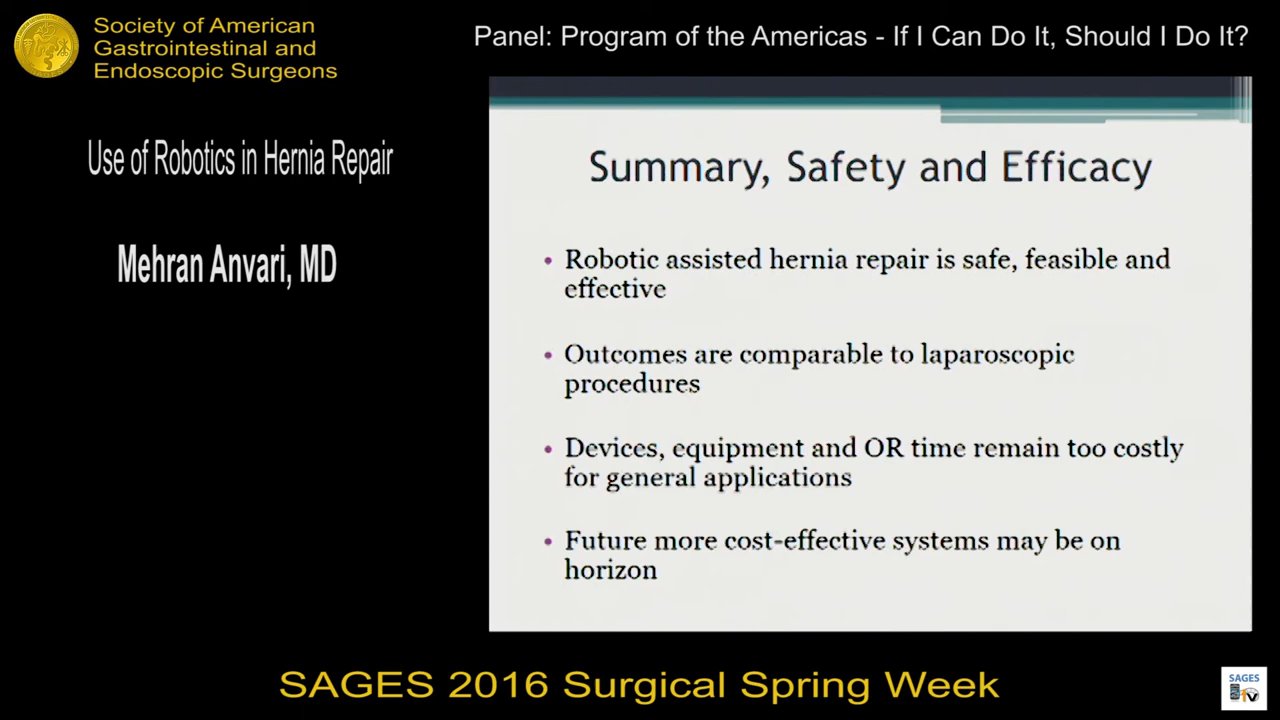 Society of American
Gastrointestinal and
Endoscopic Surgeons
Panel: Program of the Americas - If I Can Do It, Should I Do It?
Use of Robotics in Hernia Repair
Mehran Anvari, MD
Summary, Safety and Efficacy
• Robotic assisted hernia repair is safe, feasible and
effective
• Outcomes are comparable to laparoscopic
procedures
• Devices, equipment and OR time remain too costly
for general applications
• Future more cost-effective systems may be on
horizon
SAGES 2016 Surgical Spring Week
SAGES
TV